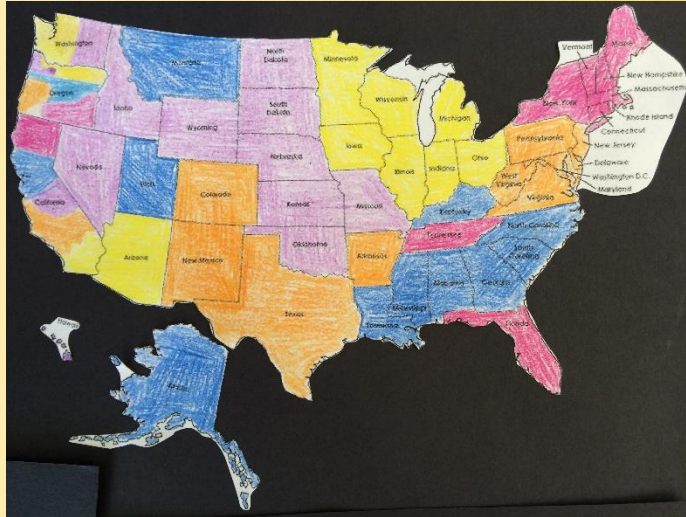 Washington
Montana
North
Dakota
Minnesota
Vermont
Maine
New Hampshire
Massachusetts
Oregon
Idaho
South
Dakota
Wisconsin
Michigan
New York
Rhode Island
Connecticut
Wyoming
Nebraska
Iowa
Illinois
Indiana
Ohio
Pennsylvania
New Jersey
Delaware
Washington D.C.
Maryland
Nevada
Utah
Colorado
Kansas
Missouri
Kentucky
West
Virginia
Virginia
California
Arizona
New Mexico
Oklahoma
Arkansas
Tennessee
North Carolina
South
Carolina
Texas
Louisiana
Mississippi
Alabama
Georgia
Florida
Hawaii
Alaska